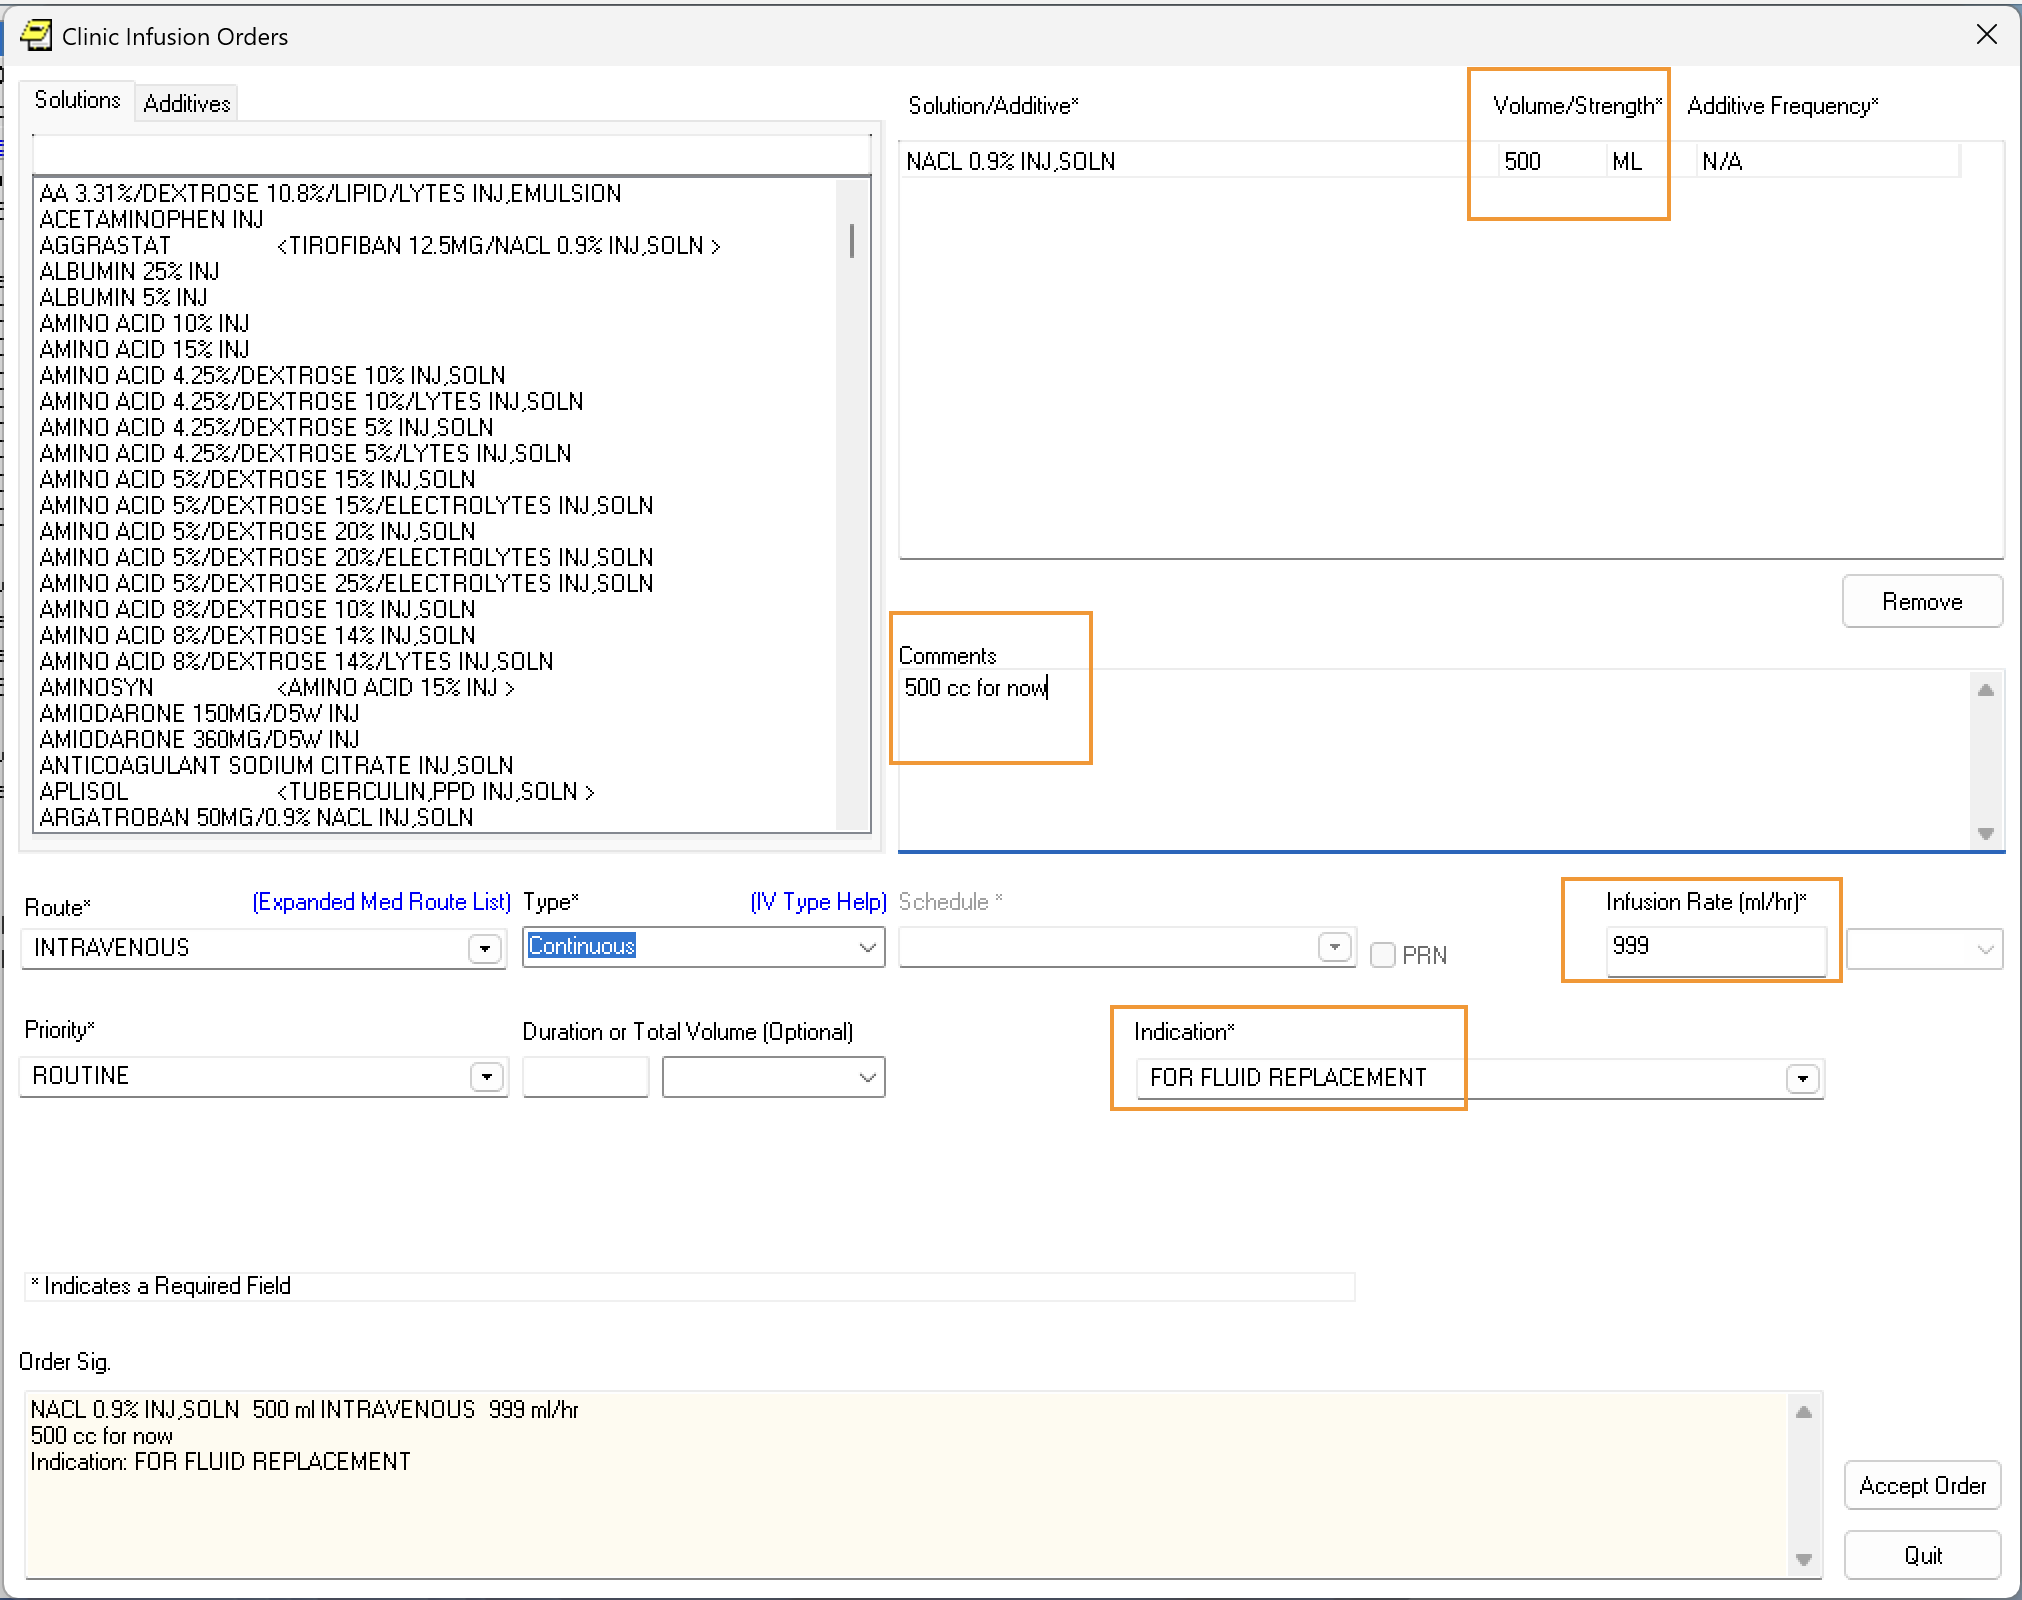 Clinic Infusion Orders
Solutions
Additives
AA 3.31%/DEXTROSE 10.8%/LIPID/LYTES INJ,EMULSION
ACETAMINOPHEN INJ
AGGRASTAT <TIROFIBAN 12.5MG/NACL 0.9% INJ,SOLN >
ALBUMIN 25% INJ
ALBUMIN 5% INJ
AMINO ACID 10% INJ
AMINO ACID 15% INJ
AMINO ACID 4.25%/DEXTROSE 10% INJ,SOLN
AMINO ACID 4.25%/DEXTROSE 10%/LYTES INJ,SOLN
AMINO ACID 4.25%/DEXTROSE 5% INJ,SOLN
AMINO ACID 4.25%/DEXTROSE 5%/LYTES INJ,SOLN
AMINO ACID 5%/DEXTROSE 15% INJ,SOLN
AMINO ACID 5%/DEXTROSE 15%/ELECTROLYTES INJ,SOLN
AMINO ACID 5%/DEXTROSE 20% INJ,SOLN
AMINO ACID 5%/DEXTROSE 20%/ELECTROLYTES INJ,SOLN
AMINO ACID 5%/DEXTROSE 25%/ELECTROLYTES INJ,SOLN
AMINO ACID 8%/DEXTROSE 10% INJ,SOLN
AMINO ACID 8%/DEXTROSE 14% INJ,SOLN
AMINO ACID 8%/DEXTROSE 14%/LYTES INJ,SOLN
AMINOSYN <AMINO ACID 15% INJ >
AMIODARONE 150MG/D5W INJ
AMIODARONE 360MG/D5W INJ
ANTICOAGULANT SODIUM CITRATE INJ,SOLN
APLISOL <TUBERCULIN,PPD INJ,SOLN >
ARGATROBAN 50MG/0.9% NACL INJ,SOLN
Solution/Additive* Volume/Strength* Additive Frequency*
NACL 0.9% INJ,SOLN 500 ML N/A
Remove
Comments
500 cc for now
Route* (Expanded Med Route List) Type* (IV Type Help) Schedule * Infusion Rate (ml/hr)*
INTRAVENOUS Continuous PRN 999
Priority* Duration or Total Volume (Optional) Indication*
ROUTINE FOR FLUID REPLACEMENT
* Indicates a Required Field
Order Sig.
NACL 0.9% INJ,SOLN 500 ml INTRAVENOUS 999 ml/hr
500 cc for now
Indication: FOR FLUID REPLACEMENT
Accept Order
Quit